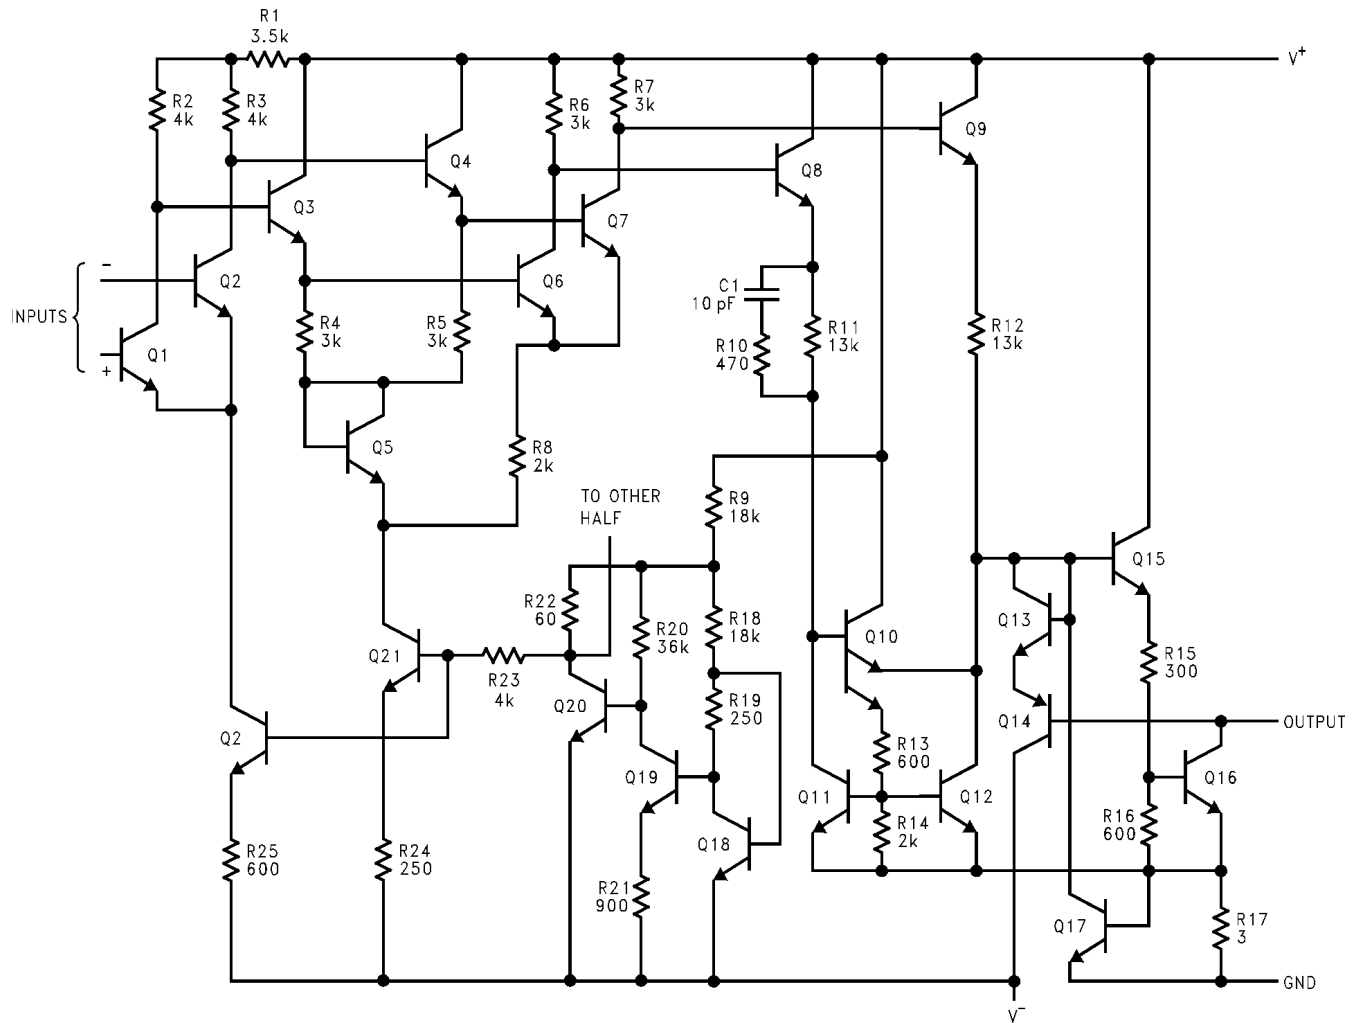 R1
3.5k
V+
R2
4k
R3
4k
R6
3k
R7
3k
Q9
Q4
Q8
Q3
Q7
−
Q2
Q6
INPUTS
C1
10 pF
R4
3k
R5
3k
R11
13k
R12
13k
Q1
R10
470
+
Q5
R8
2k
TO OTHER
HALF
R9
18k
Q15
R22
60
R20
36k
R18
18k
Q13
Q10
Q21
R23
4k
R15
300
Q20
R19
250
Q14
OUTPUT
Q2
R13
600
Q19
Q11
Q12
Q16
R16
600
R14
2k
Q18
R25
600
R24
250
R21
900
Q17
R17
3
GND
V−